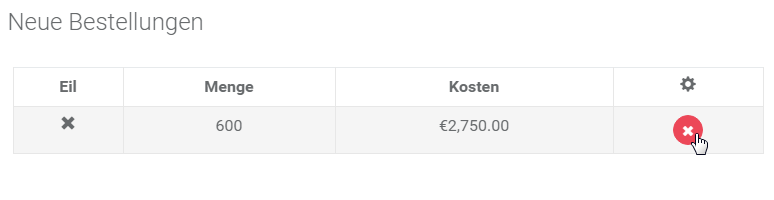 Neue Bestellungen
Eil Menge Kosten
600 €2,750.00